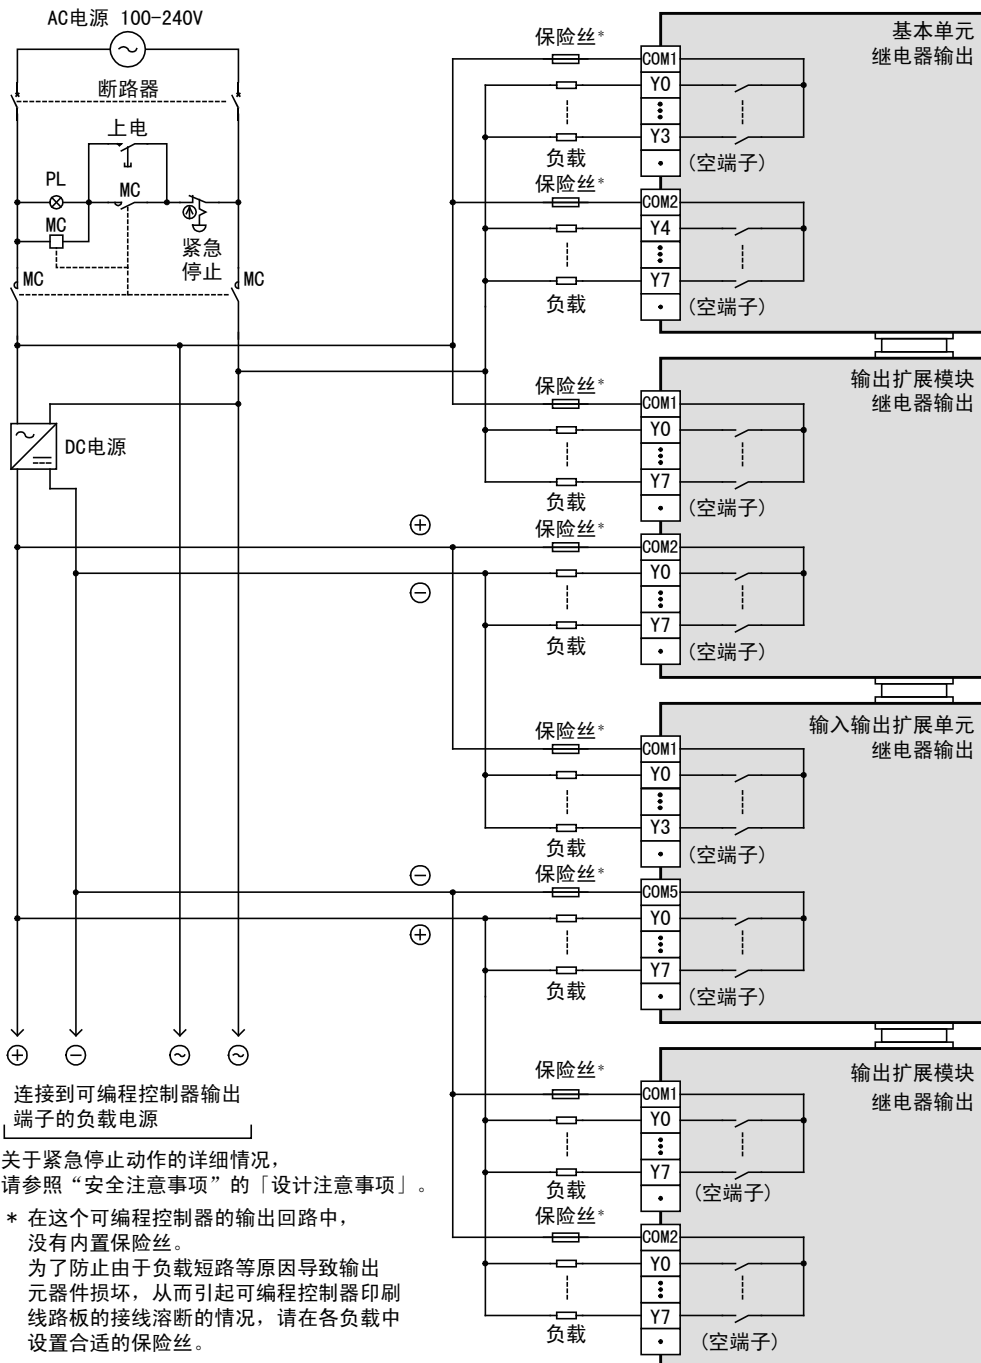 AC电源 100-240V
断路器
上电
PL
MC
MC
紧急
停止
MC
MC
DC电源
保险丝*
COM1
Y0
Y3
负载
(空端子)
保险丝*
COM2
Y4
Y7
负载
(空端子)
基本单元
继电器输出
保险丝*
COM1
Y0
Y7
负载
(空端子)
保险丝*
COM2
Y0
Y7
负载
(空端子)
输出扩展模块
继电器输出
保险丝*
COM1
Y0
Y3
负载
(空端子)
保险丝*
COM5
Y0
Y7
负载
(空端子)
输入输出扩展单元
继电器输出
保险丝*
COM1
Y0
Y7
负载
(空端子)
保险丝*
COM2
Y0
Y7
负载
(空端子)
输出扩展模块
继电器输出
连接到可编程控制器输出
端子的负载电源
关于紧急停止动作的详细情况，
请参照“安全注意事项”的「设计注意事项」。
* 在这个可编程控制器的输出回路中，
没有内置保险丝。
为了防止由于负载短路等原因导致输出
元器件损坏，从而引起可编程控制器印刷
线路板的接线溶断的情况，请在各负载中
设置合适的保险丝。